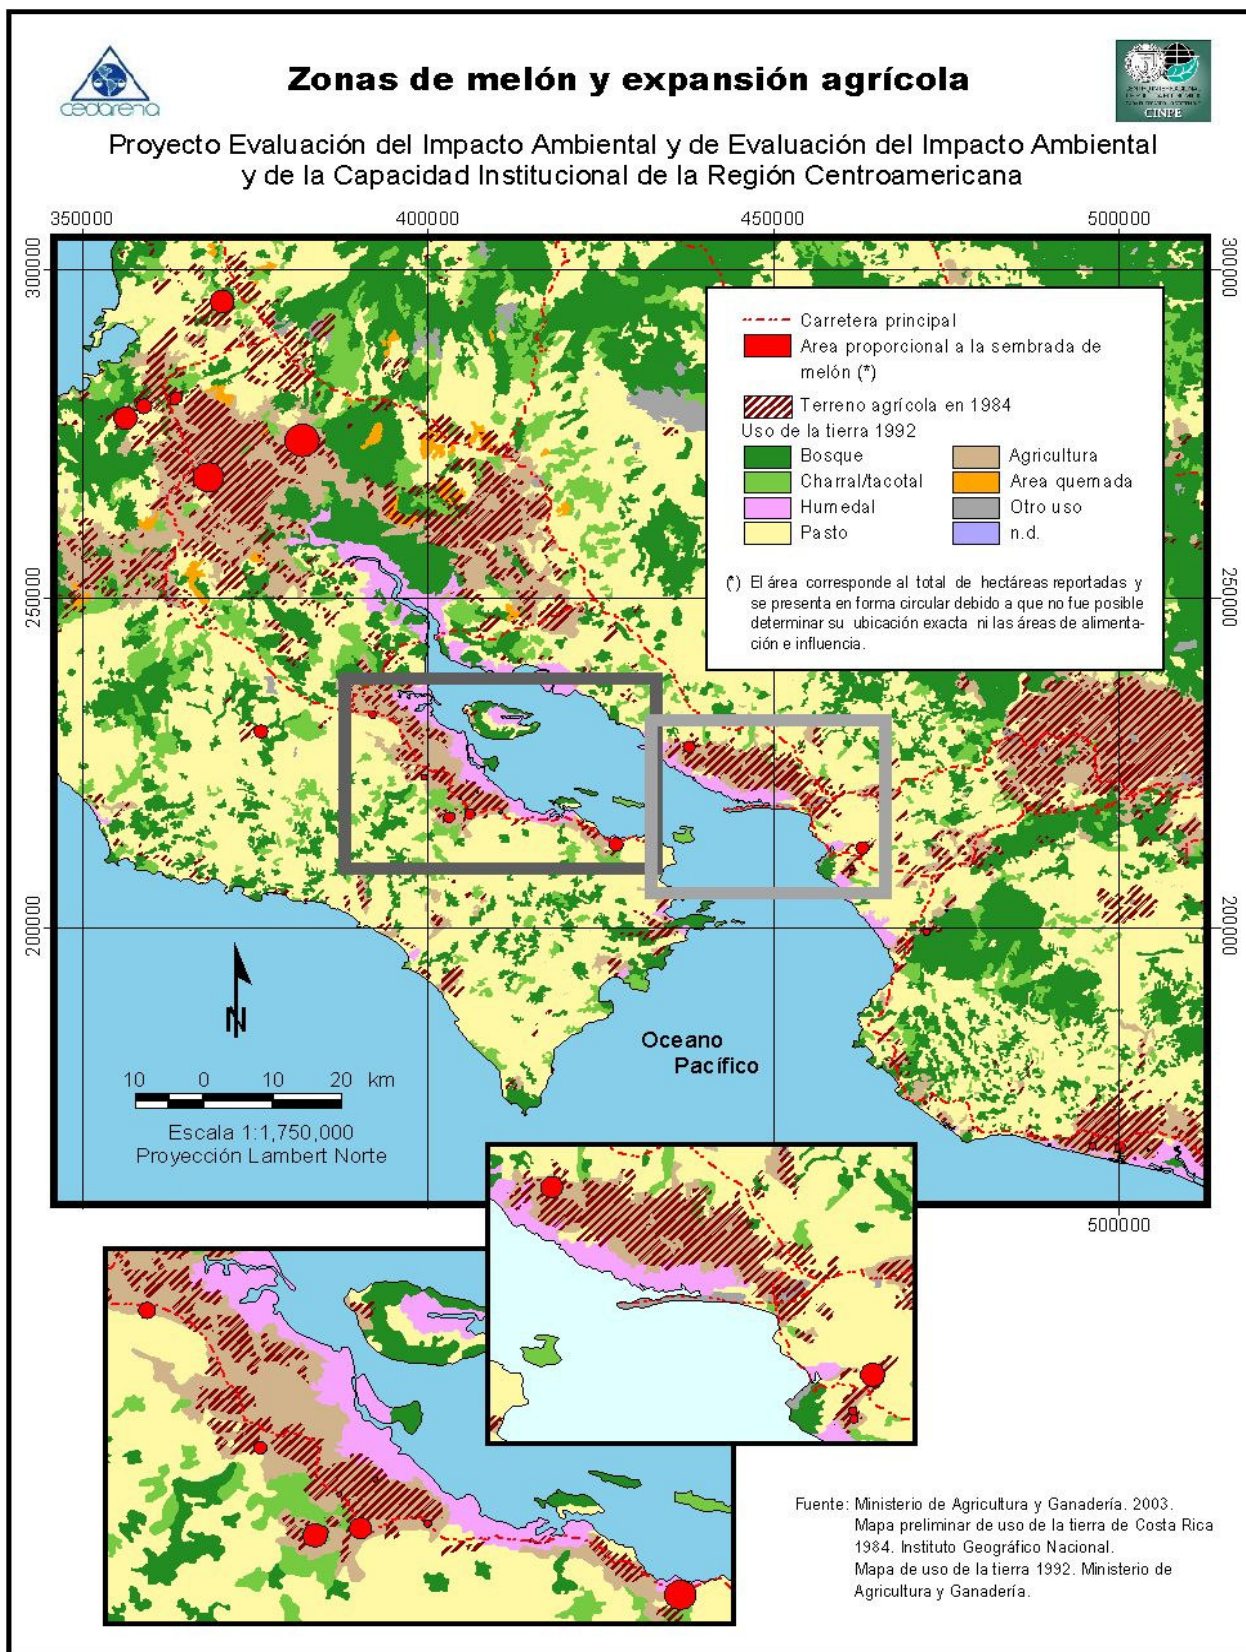 cedarena
Zonas de melón y expansión agrícola
CINPE
Proyecto Evaluación del Impacto Ambiental y de Evaluación del Impacto Ambiental
y de la Capacidad Institucional de la Región Centroamericana
350000
400000
450000
500000
300000
300000
Carretera principal
Area proporcional a la sembrada de
melón (*)
Terreno agrícola en 1984
Uso de la tierra 1992
Bosque
Agricultura
Charral/tacotal
Area quemada
Humedal
Otro uso
Pasto
n.d.
(*) El área corresponde al total de hectáreas reportadas y
se presenta en forma circular debido a que no fue posible
determinar su ubicación exacta ni las áreas de alimenta-
ción e influencia.
250000
250000
200000
200000
N
Oceano
Pacífico
10 0 10 20 km
Escala 1:1,750,000
Proyección Lambert Norte
500000
Fuente: Ministerio de Agricultura y Ganadería. 2003.
Mapa preliminar de uso de la tierra de Costa Rica
1984. Instituto Geográfico Nacional.
Mapa de uso de la tierra 1992. Ministerio de
Agricultura y Ganadería.